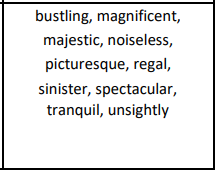 bustling, magnificent,
majestic, noiseless,
picturesque, regal,
sinister, spectacular,
tranquil, unsightly